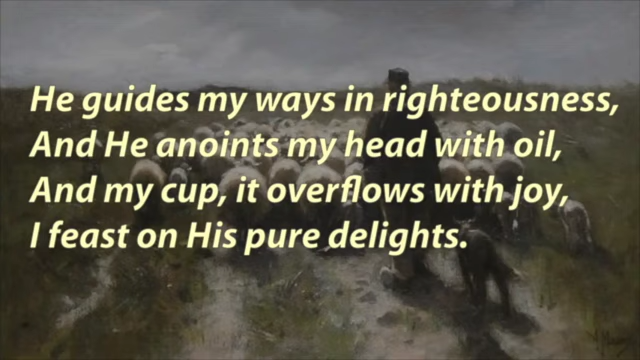 He guides my ways in righteousness,
And He anoints my head with oil,
And my cup, it overflows with joy,
I feast on His pure delights.